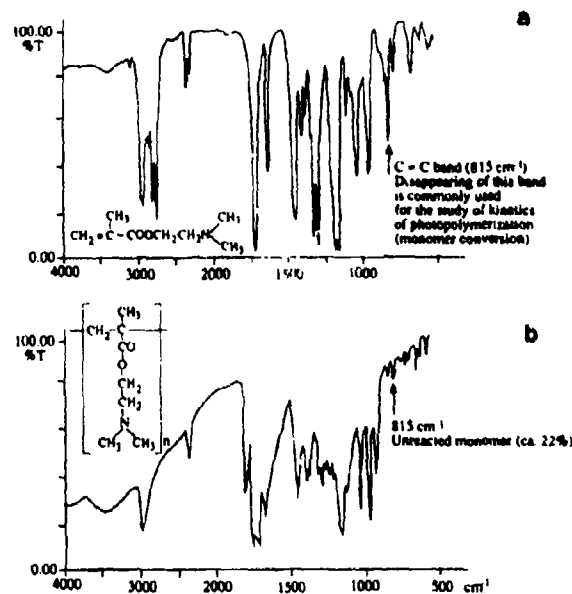 a
100.00
%T
C = C band (815 cm⁻¹)
Disappearing of this band
is commonly used
for the study of kinetics
of photopolymerization
(monomer conversion)
CH₃
CH₂ = C – COOCH₂CH₂N
CH₃
CH₃
0.00
4000
3000
2000
1500
1000
b
100.00
%T
CH₃
CH₂
C
CO
O
CH₂
CH₂
N
CH₃
CH₃
n
815 cm⁻¹
Unreacted monomer (ca. 22%)
0.00
4000
3000
2000
1500
1000
500
cm⁻¹